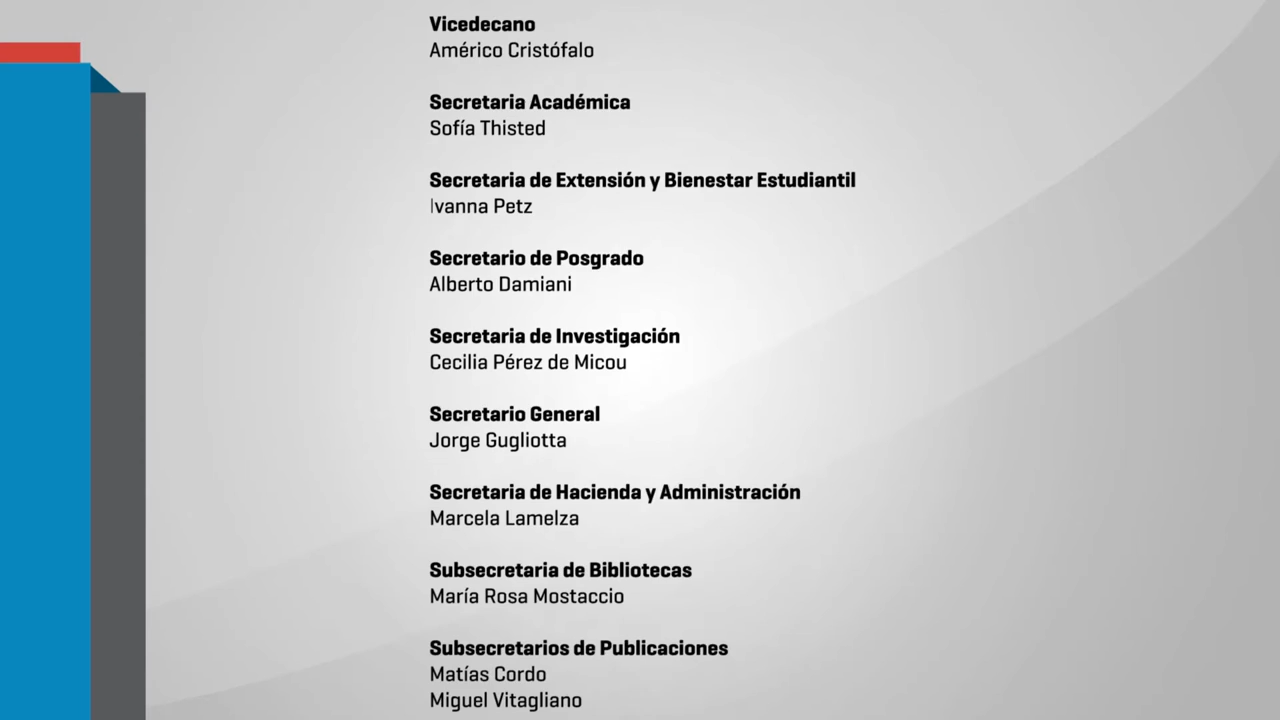 Vicedecano
Américo Cristófalo
Secretaria Académica
Sofía Thisted
Secretaria de Extensión y Bienestar Estudiantil
Ivanna Petz
Secretario de Posgrado
Alberto Damiani
Secretaria de Investigación
Cecilia Pérez de Micou
Secretario General
Jorge Gugliotta
Secretaria de Hacienda y Administración
Marcela Lamelza
Subsecretaria de Bibliotecas
María Rosa Mostaccio
Subsecretarios de Publicaciones
Matías Cordo
Miguel Vitagliano